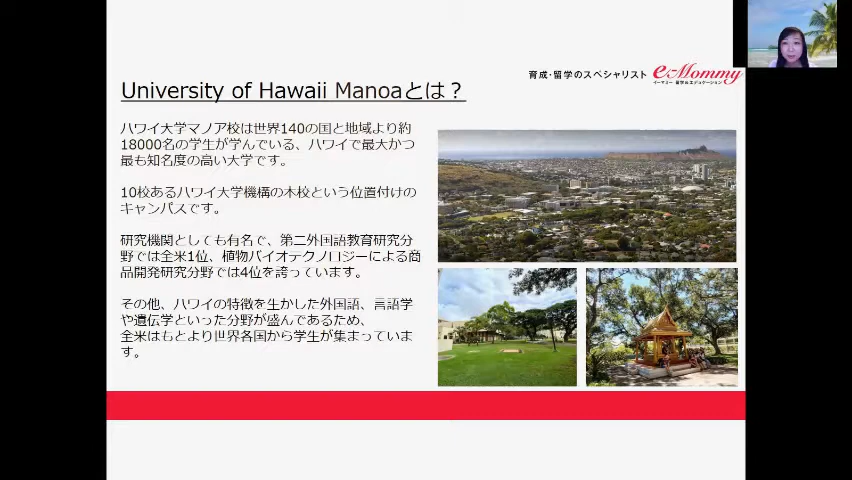 育成・留学のスペシャリスト e-Mommy
イーマミー 留学&エデュケーション
University of Hawaii Manoaとは？
ハワイ大学マノア校は世界140の国と地域より約
18000名の学生が学んでいる、ハワイで最大かつ
最も知名度の高い大学です。
10校あるハワイ大学機構の本校という位置付けの
キャンパスです。
研究機関としても有名で、第二外国語教育研究分
野では全米1位、植物バイオテクノロジーによる商
品開発研究分野では4位を誇っています。
その他、ハワイの特徴を生かした外国語、言語学
や遺伝学といった分野が盛んであるため、
全米はもとより世界各国から学生が集まっていま
す。